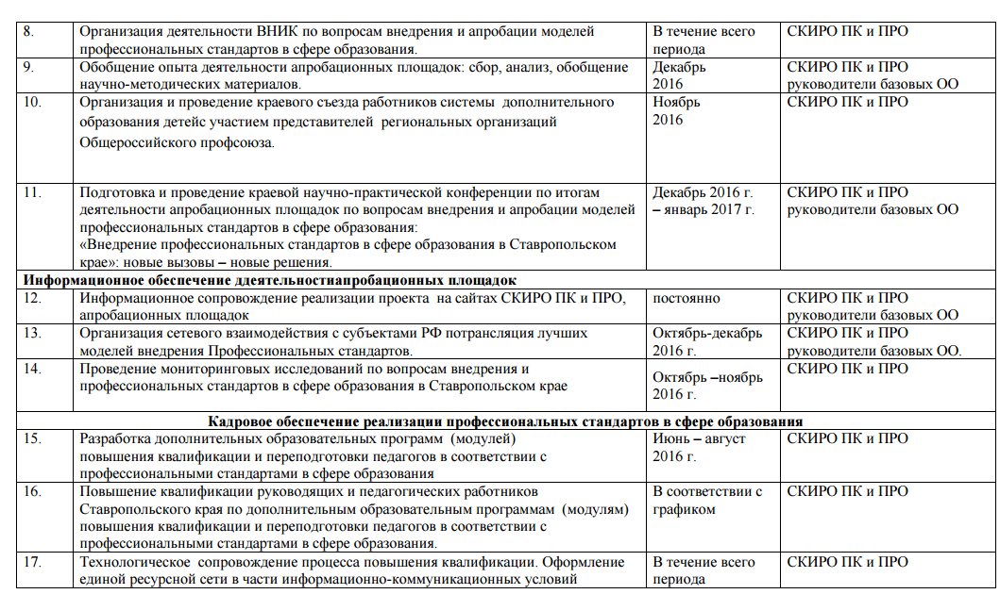 8. Организация деятельности ВНИК по вопросам внедрения и апробации моделей В течение всего СКИРО ПК и ПРО
профессиональных стандартов в сфере образования. периода
9. Обобщение опыта деятельности апробационных площадок: сбор, анализ, обобщение Декабрь СКИРО ПК и ПРО
научно-методических материалов. 2016 руководители базовых ОО
10. Организация и проведение краевого съезда работников системы дополнительного Ноябрь СКИРО ПК и ПРО
образования детейс участием представителей региональных организаций 2016
Общероссийского профсоюза.
11. Подготовка и проведение краевой научно-практической конференции по итогам Декабрь 2016 г. СКИРО ПК и ПРО
деятельности апробационных площадок по вопросам внедрения и апробации моделей – январь 2017 г. руководители базовых ОО
профессиональных стандартов в сфере образования:
«Внедрение профессиональных стандартов в сфере образования в Ставропольском
крае»: новые вызовы – новые решения.
Информационное обеспечение ддеятельностиапробационных площадок
12. Информационное сопровождение реализации проекта на сайтах СКИРО ПК и ПРО, постоянно СКИРО ПК и ПРО
апробационных площадок руководители базовых ОО
13. Организация сетевого взаимодействия с субъектами РФ потрансляция лучших Октябрь-декабрь СКИРО ПК и ПРО
моделей внедрения Профессиональных стандартов. 2016 г. руководители базовых ОО.
14. Проведение мониторинговых исследований по вопросам внедрения и Октябрь –ноябрь СКИРО ПК и ПРО
профессиональных стандартов в сфере образования в Ставропольском крае 2016 г.
Кадровое обеспечение реализации профессиональных стандартов в сфере образования
15. Разработка дополнительных образовательных программ (модулей) Июнь – август СКИРО ПК и ПРО
повышения квалификации и переподготовки педагогов в соответствии с 2016 г.
профессиональными стандартами в сфере образования
16. Повышение квалификации руководящих и педагогических работников В соответствии с СКИРО ПК и ПРО
Ставропольского края по дополнительным образовательным программам (модулям) графиком
повышения квалификации и переподготовки педагогов в соответствии с
профессиональными стандартами в сфере образования.
17. Технологическое сопровождение процесса повышения квалификации. Оформление В течение всего СКИРО ПК и ПРО
единой ресурсной сети в части информационно-коммуникационных условий периода